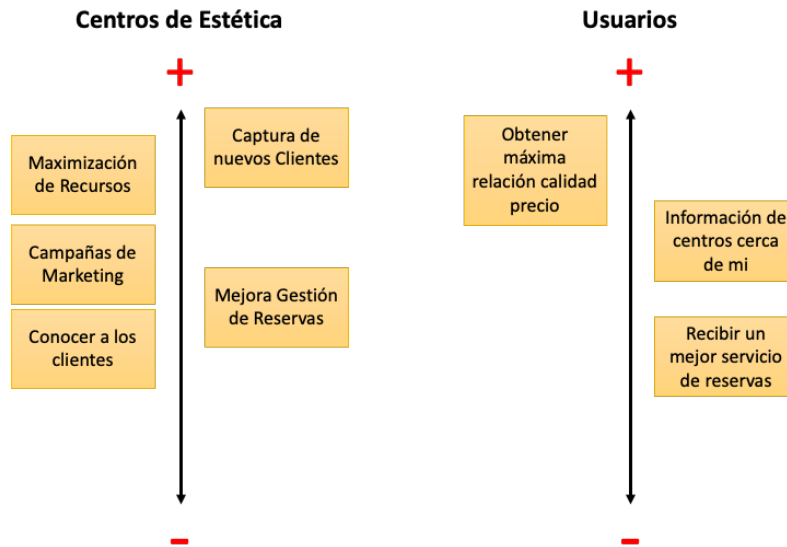 Centros de Estética
+
Captura de
nuevos Clientes
Maximización
de Recursos
Campañas de
Marketing
Mejora Gestión
de Reservas
Conocer a los
clientes
-
Usuarios
+
Obtener
máxima
relación calidad
precio
Información de
centros cerca
de mi
Recibir un
mejor servicio
de reservas
-